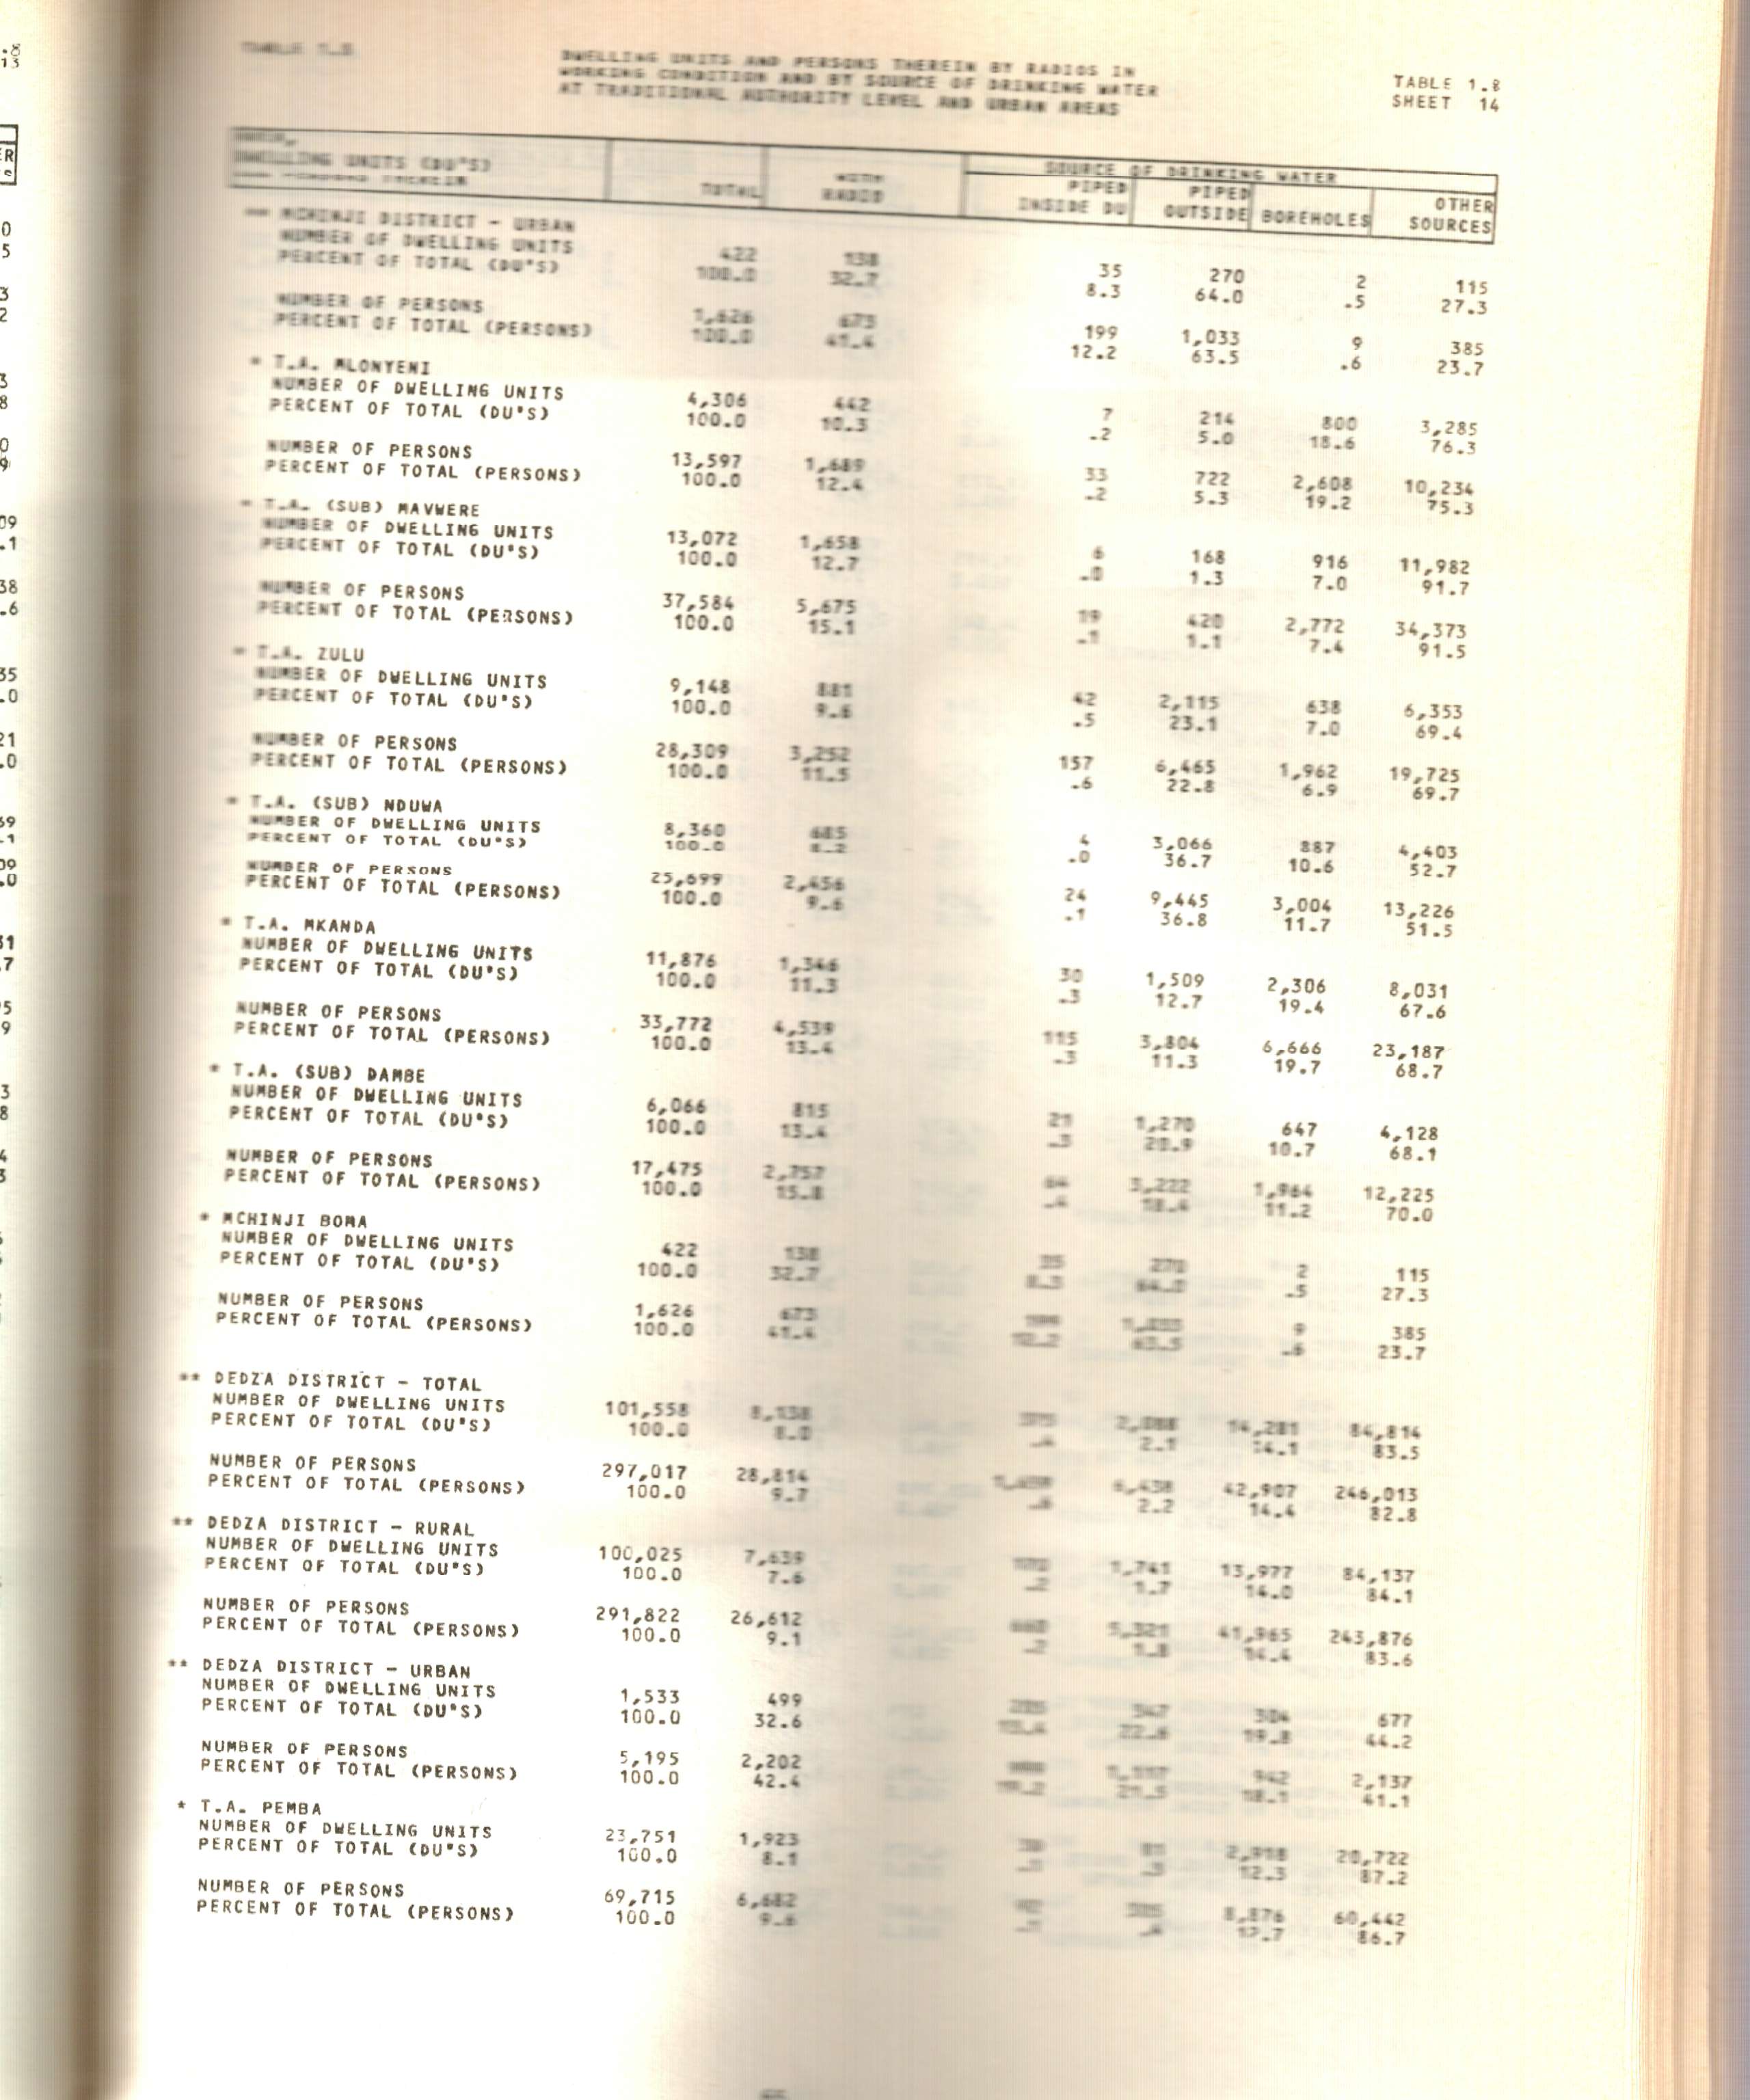 DWELLING UNITS AND PERSONS THEREIN BY RADIOS IN
WORKING CONDITION AND BY SOURCE OF DRINKING WATER
AT TRADITIONAL AUTHORITY LEVEL AND URBAN AREAS
TABLE 1.8
SHEET 14
DWELLING UNITS (DU'S) TOTAL WITH RADIO
SOURCE OF DRINKING WATER
PIPED INSIDE DU PIPED OUTSIDE BOREHOLES OTHER SOURCES
** MCHINJI DISTRICT - URBAN
NUMBER OF DWELLING UNITS 422 138 35 270 2 115
PERCENT OF TOTAL (DU'S) 100.0 32.7 8.3 64.0 .5 27.3
NUMBER OF PERSONS 1,626 673 199 1,033 9 385
PERCENT OF TOTAL (PERSONS) 100.0 41.4 12.2 63.5 .6 23.7
* T.A. MLONYENI
NUMBER OF DWELLING UNITS 4,306 442 7 214 800 3,285
PERCENT OF TOTAL (DU'S) 100.0 10.3 .2 5.0 18.6 76.3
NUMBER OF PERSONS 13,597 1,689 33 722 2,608 10,234
PERCENT OF TOTAL (PERSONS) 100.0 12.4 .2 5.3 19.2 75.3
* T.A. (SUB) MAVWERE
NUMBER OF DWELLING UNITS 13,072 1,658 6 168 916 11,982
PERCENT OF TOTAL (DU'S) 100.0 12.7 .0 1.3 7.0 91.7
NUMBER OF PERSONS 37,584 5,675 19 420 2,772 34,373
PERCENT OF TOTAL (PERSONS) 100.0 15.1 .1 1.1 7.4 91.5
* T.A. ZULU
NUMBER OF DWELLING UNITS 9,148 881 42 2,115 638 6,353
PERCENT OF TOTAL (DU'S) 100.0 9.6 .5 23.1 7.0 69.4
NUMBER OF PERSONS 28,309 3,252 157 6,465 1,962 19,725
PERCENT OF TOTAL (PERSONS) 100.0 11.5 .6 22.8 6.9 69.7
* T.A. (SUB) NDUWA
NUMBER OF DWELLING UNITS 8,360 685 4 3,066 887 4,403
PERCENT OF TOTAL (DU'S) 100.0 8.2 .0 36.7 10.6 52.7
NUMBER OF PERSONS 25,699 2,456 24 9,445 3,004 13,226
PERCENT OF TOTAL (PERSONS) 100.0 9.6 .1 36.8 11.7 51.5
* T.A. MKANDA
NUMBER OF DWELLING UNITS 11,876 1,346 30 1,509 2,306 8,031
PERCENT OF TOTAL (DU'S) 100.0 11.3 .3 12.7 19.4 67.6
NUMBER OF PERSONS 33,772 4,539 115 3,804 6,666 23,187
PERCENT OF TOTAL (PERSONS) 100.0 13.4 .3 11.3 19.7 68.7
* T.A. (SUB) DAMBE
NUMBER OF DWELLING UNITS 6,066 815 21 1,270 647 4,128
PERCENT OF TOTAL (DU'S) 100.0 13.4 .3 20.9 10.7 68.1
NUMBER OF PERSONS 17,475 2,757 64 3,222 1,964 12,225
PERCENT OF TOTAL (PERSONS) 100.0 15.8 .4 18.4 11.2 70.0
* MCHINJI BOMA
NUMBER OF DWELLING UNITS 422 138 35 270 2 115
PERCENT OF TOTAL (DU'S) 100.0 32.7 8.3 64.0 .5 27.3
NUMBER OF PERSONS 1,626 673 199 1,033 9 385
PERCENT OF TOTAL (PERSONS) 100.0 41.4 12.2 63.5 .6 23.7
** DEDZA DISTRICT - TOTAL
NUMBER OF DWELLING UNITS 101,558 8,138 375 2,088 14,281 84,814
PERCENT OF TOTAL (DU'S) 100.0 8.0 .4 2.1 14.1 83.5
NUMBER OF PERSONS 297,017 28,814 6,438 42,907 246,013
PERCENT OF TOTAL (PERSONS) 100.0 9.7 .6 2.2 14.4 82.8
** DEDZA DISTRICT - RURAL
NUMBER OF DWELLING UNITS 100,025 7,639 170 1,741 13,977 84,137
PERCENT OF TOTAL (DU'S) 100.0 7.6 .2 1.7 14.0 84.1
NUMBER OF PERSONS 291,822 26,612 660 5,321 41,965 243,876
PERCENT OF TOTAL (PERSONS) 100.0 9.1 .2 1.8 14.4 83.6
** DEDZA DISTRICT - URBAN
NUMBER OF DWELLING UNITS 1,533 499 205 347 304 677
PERCENT OF TOTAL (DU'S) 100.0 32.6 13.4 22.6 19.8 44.2
NUMBER OF PERSONS 5,195 2,202 1,117 942 2,137
PERCENT OF TOTAL (PERSONS) 100.0 42.4 19.2 21.5 18.1 41.1
* T.A. PEMBA
NUMBER OF DWELLING UNITS 23,751 1,923 2,918 20,722
PERCENT OF TOTAL (DU'S) 100.0 8.1 12.3 87.2
NUMBER OF PERSONS 69,715 6,682 8,876 60,442
PERCENT OF TOTAL (PERSONS) 100.0 9.6 12.7 86.7